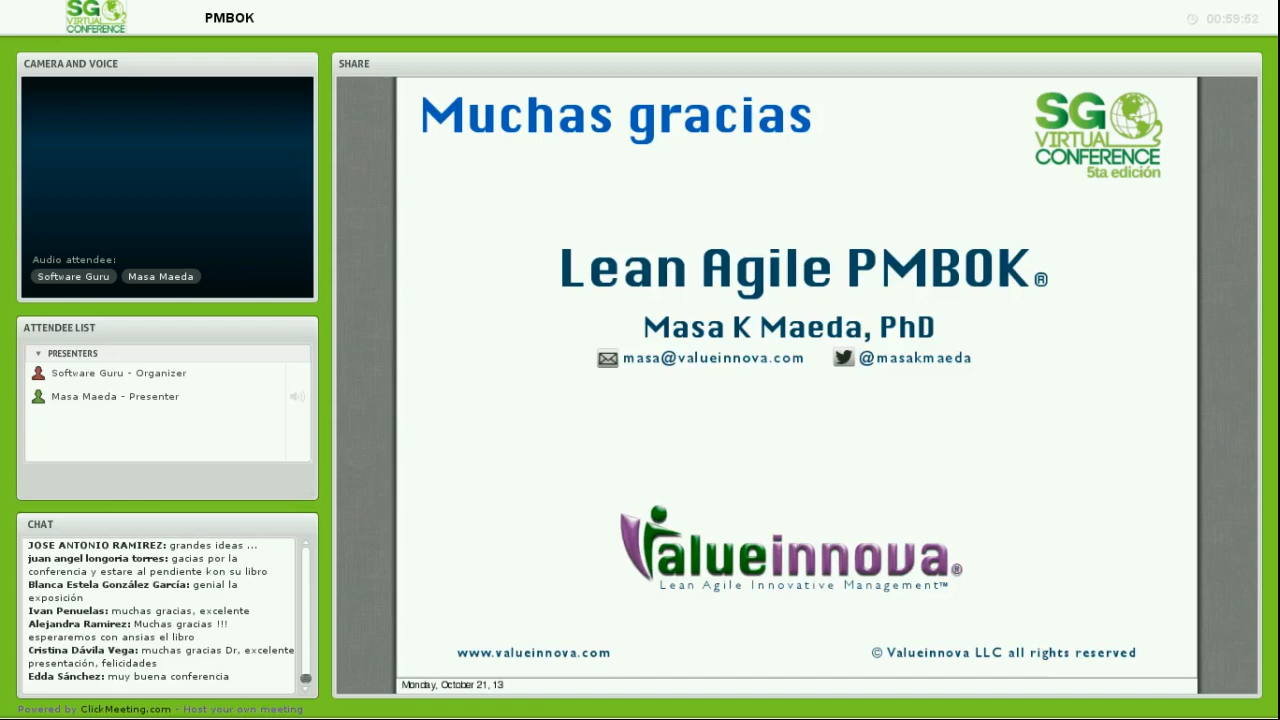 SG
VIRTUAL
CONFERENCE
PMBOK
00:59:52
CAMERA AND VOICE
Audio attendee:
Software Guru
Masa Maeda
ATTENDEE LIST
PRESENTERS
Software Guru - Organizer
Masa Maeda - Presenter
CHAT
JOSE ANTONIO RAMIREZ: grandes ideas ...
juan angel longoria torres: gacias por la
conferencia y estare al pendiente kon su libro
Blanca Estela González García: genial la
exposición
Ivan Penuelas: muchas gracias, excelente
Alejandra Ramirez: Muchas gracias !!!
esperaremos con ansias el libro
Cristina Dávila Vega: muchas gracias Dr, excelente
presentación, felicidades
Edda Sánchez: muy buena conferencia
Powered by ClickMeeting.com - Host your own meeting
SHARE
Muchas gracias
SG
VIRTUAL
CONFERENCE
5ta edición
Lean Agile PMBOK®
Masa K Maeda, PhD
masa@valueinnova.com @masakmaeda
Valueinnova®
Lean Agile Innovative Management™
www.valueinnova.com © Valueinnova LLC all rights reserved
Monday, October 21, 13